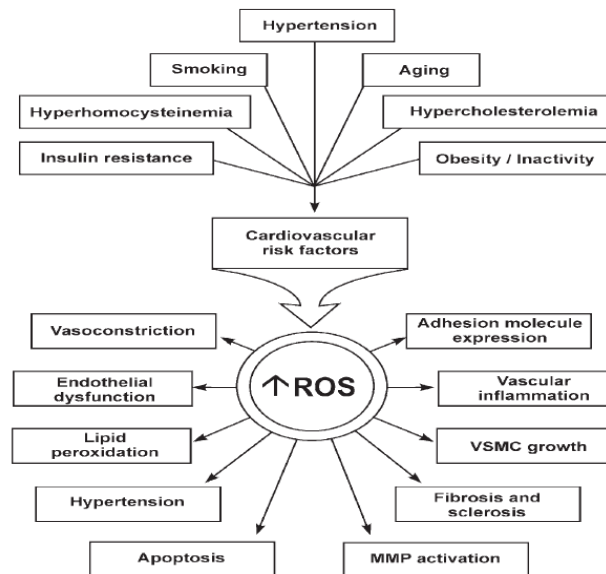 Hypertension
Smoking
Aging
Hyperhomocysteinemia
Hypercholesterolemia
Insulin resistance
Obesity / Inactivity
Cardiovascular
risk factors
Vasoconstriction
Adhesion molecule
expression
↑ROS
Endothelial
dysfunction
Vascular
inflammation
Lipid
peroxidation
VSMC growth
Hypertension
Fibrosis and
sclerosis
Apoptosis
MMP activation